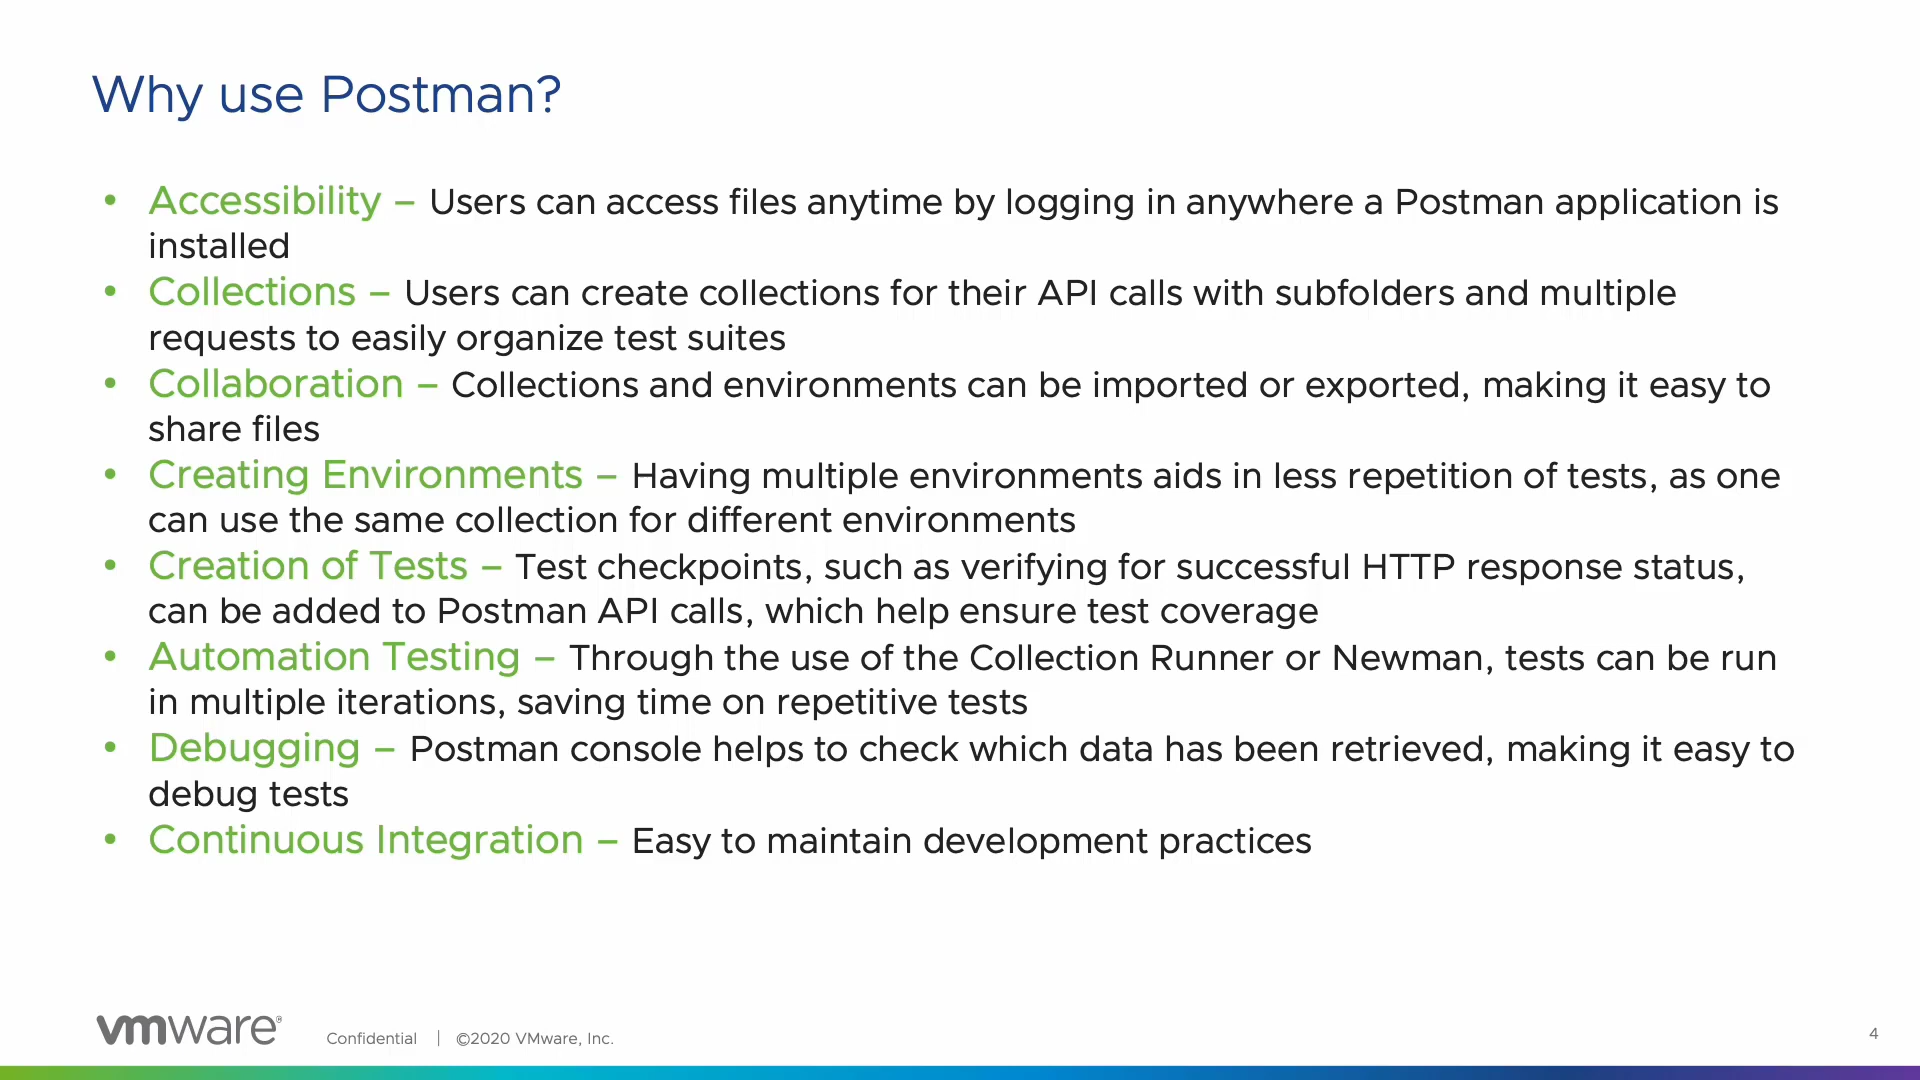 Why use Postman?
• Accessibility – Users can access files anytime by logging in anywhere a Postman application is
installed
• Collections – Users can create collections for their API calls with subfolders and multiple
requests to easily organize test suites
• Collaboration – Collections and environments can be imported or exported, making it easy to
share files
• Creating Environments – Having multiple environments aids in less repetition of tests, as one
can use the same collection for different environments
• Creation of Tests – Test checkpoints, such as verifying for successful HTTP response status,
can be added to Postman API calls, which help ensure test coverage
• Automation Testing – Through the use of the Collection Runner or Newman, tests can be run
in multiple iterations, saving time on repetitive tests
• Debugging – Postman console helps to check which data has been retrieved, making it easy to
debug tests
• Continuous Integration – Easy to maintain development practices
vmware® Confidential | ©2020 VMware, Inc. 4